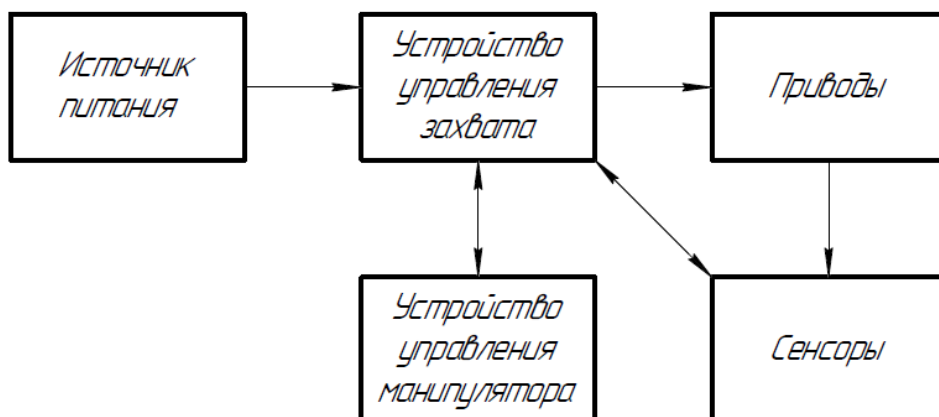 Источник
питания
Устройство
управления
захвата
Приводы
Устройство
управления
манипулятора
Сенсоры